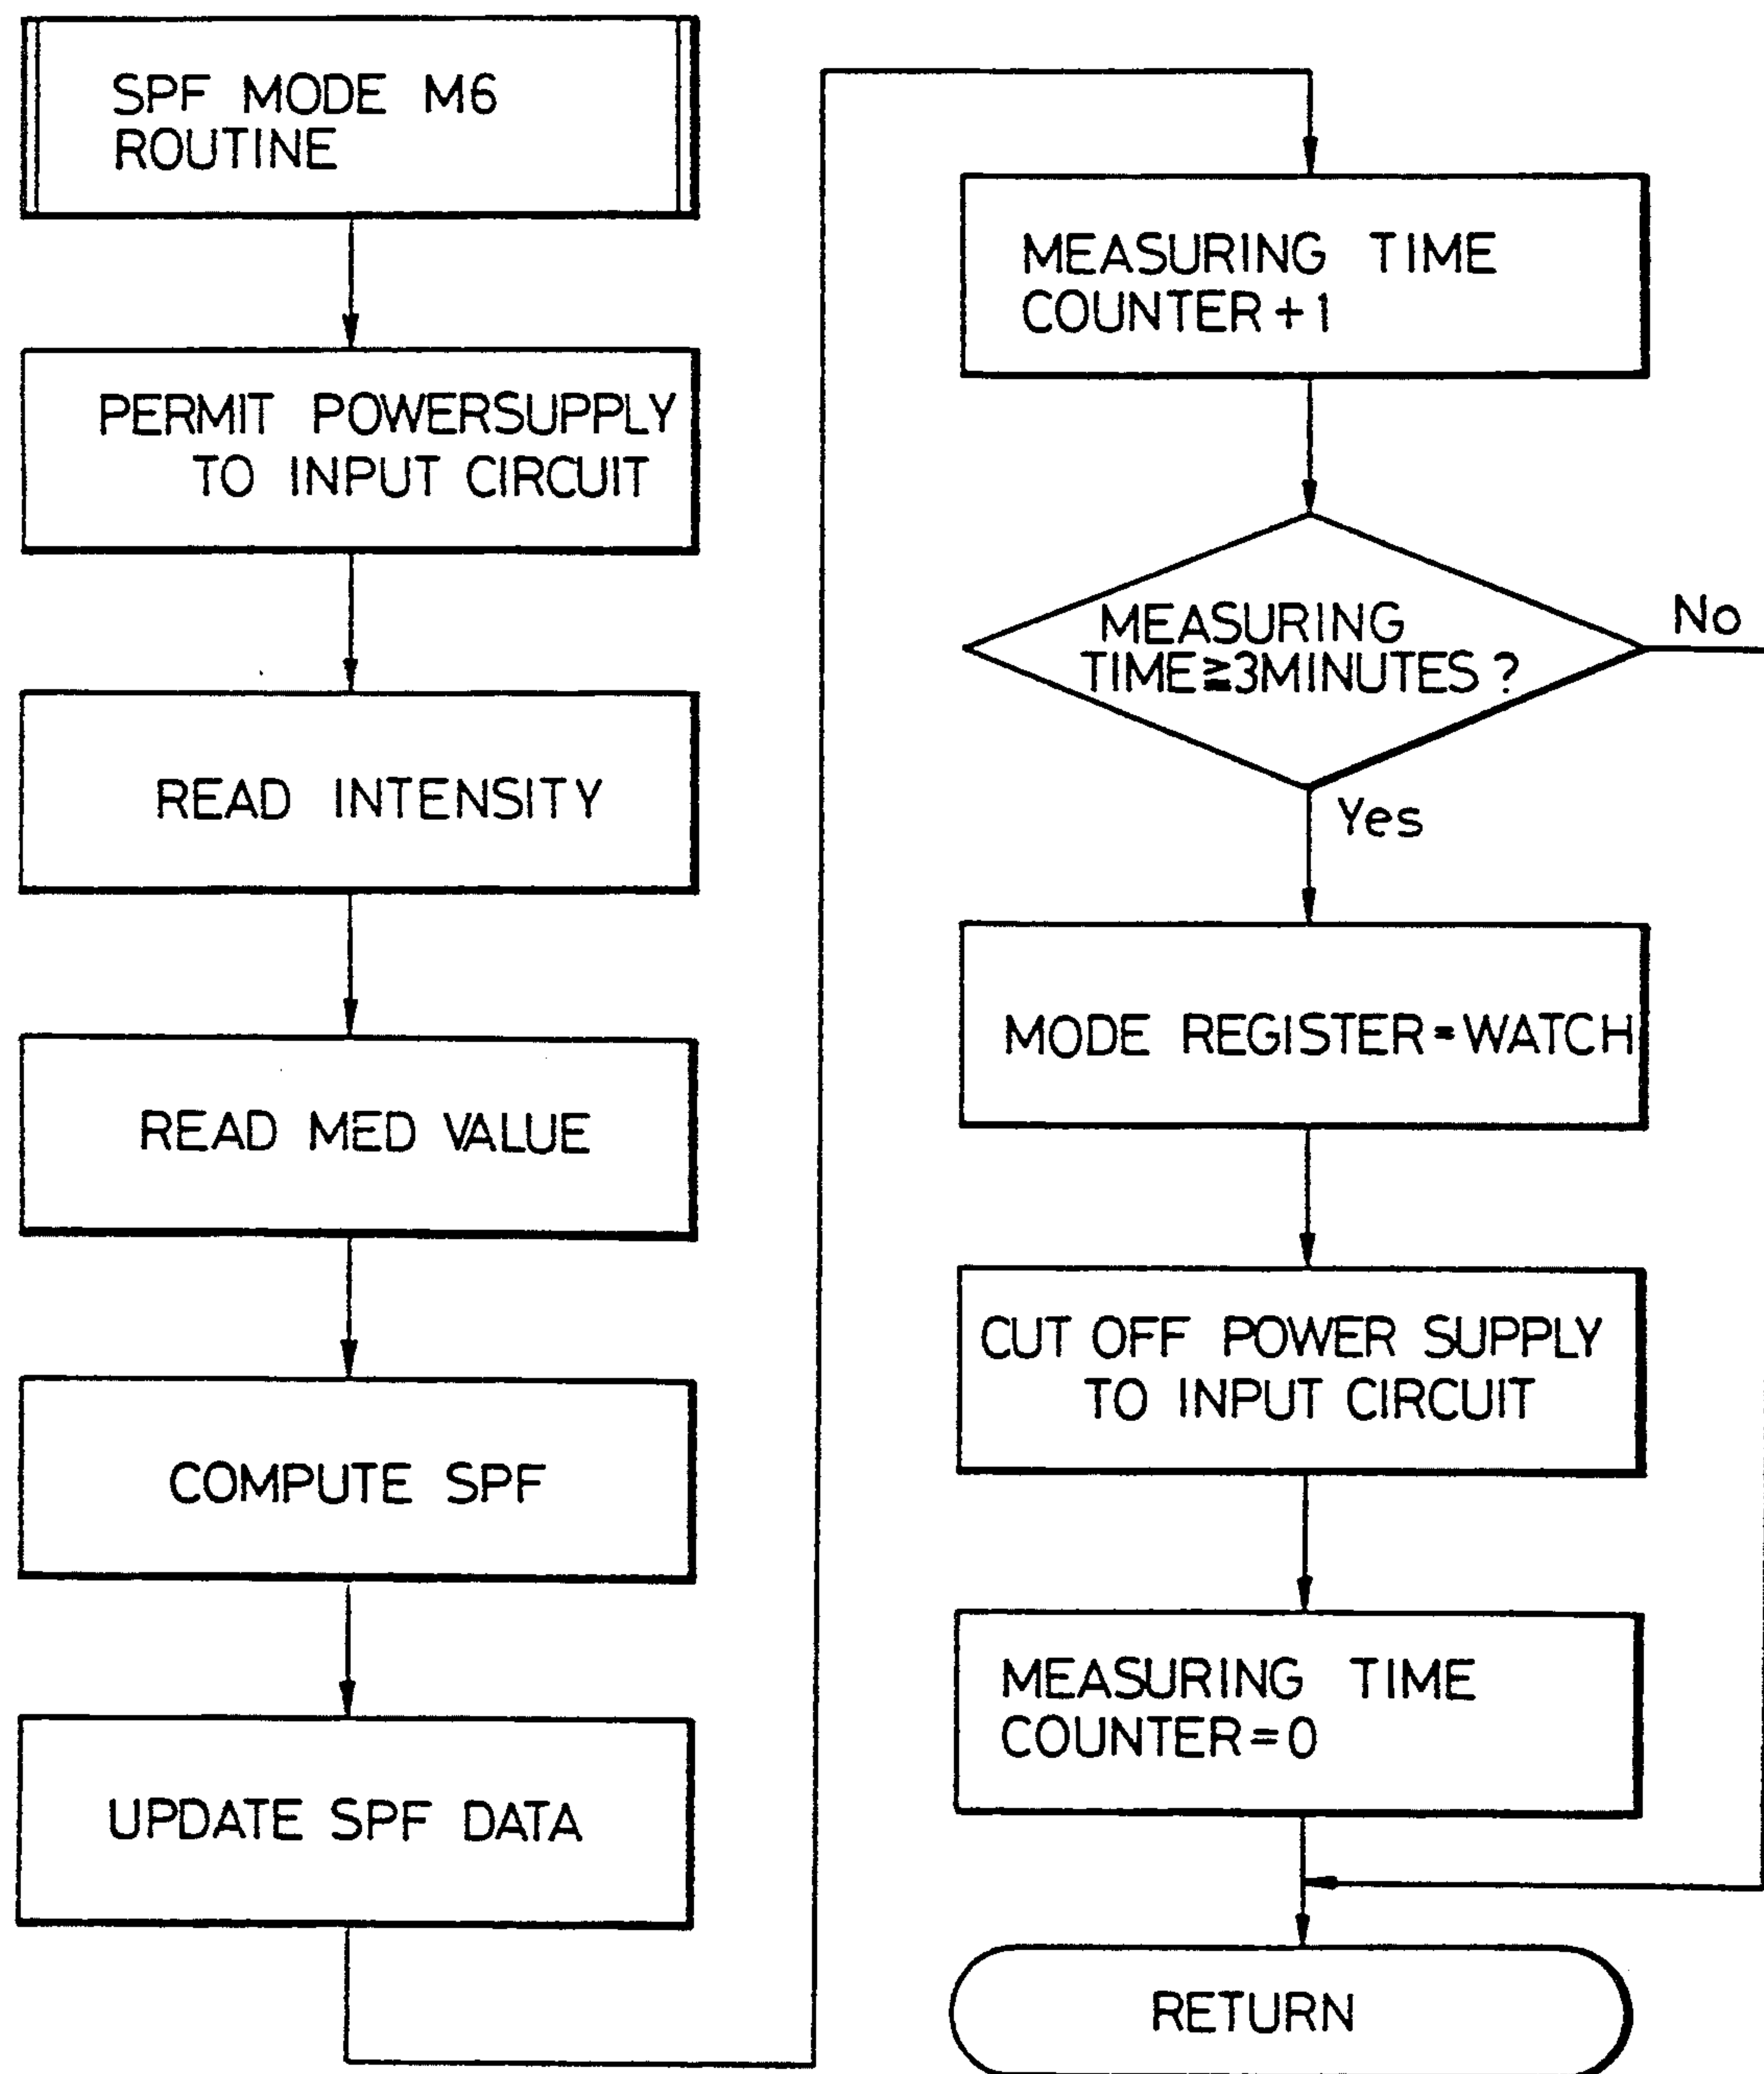 SPF MODE M6
ROUTINE
PERMIT POWERSUPPLY
TO INPUT CIRCUIT
READ INTENSITY
READ MED VALUE
COMPUTE SPF
UPDATE SPF DATA
MEASURING TIME
COUNTER+1
MEASURING
TIME≧3MINUTES?
No
Yes
MODE REGISTER=WATCH
CUT OFF POWER SUPPLY
TO INPUT CIRCUIT
MEASURING TIME
COUNTER=0
RETURN